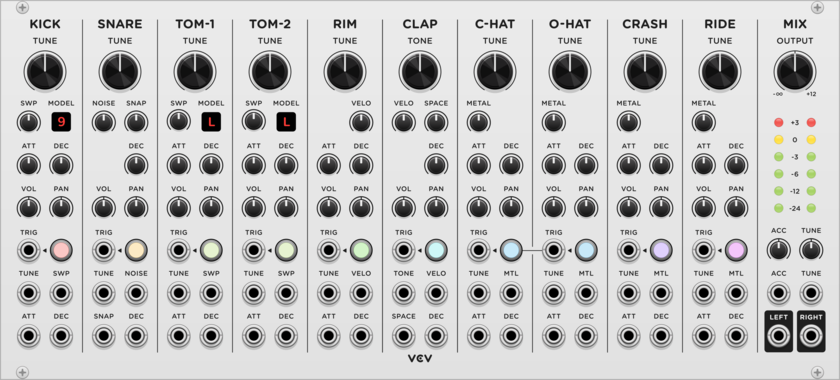 KICK SNARE TOM-1 TOM-2 RIM CLAP C-HAT O-HAT CRASH RIDE MIX
TUNE TUNE TUNE TUNE TUNE TONE TUNE TUNE TUNE TUNE OUTPUT
-∞ +12
SWP MODEL NOISE SNAP SWP MODEL SWP MODEL VELO VELO SPACE METAL METAL METAL METAL
9 L L
+3
0
-3
-6
-12
-24
ATT DEC DEC ATT DEC ATT DEC ATT DEC DEC ATT DEC ATT DEC ATT DEC ATT DEC
VOL PAN VOL PAN VOL PAN VOL PAN VOL PAN VOL PAN VOL PAN VOL PAN VOL PAN VOL PAN
TRIG TRIG TRIG TRIG TRIG TRIG TRIG TRIG TRIG TRIG ACC TUNE
TUNE SWP TUNE NOISE TUNE SWP TUNE SWP TUNE VELO TONE VELO TUNE MTL TUNE MTL TUNE MTL TUNE MTL ACC TUNE
ATT DEC SNAP DEC ATT DEC ATT DEC ATT DEC SPACE DEC ATT DEC ATT DEC ATT DEC ATT DEC LEFT RIGHT
VCV